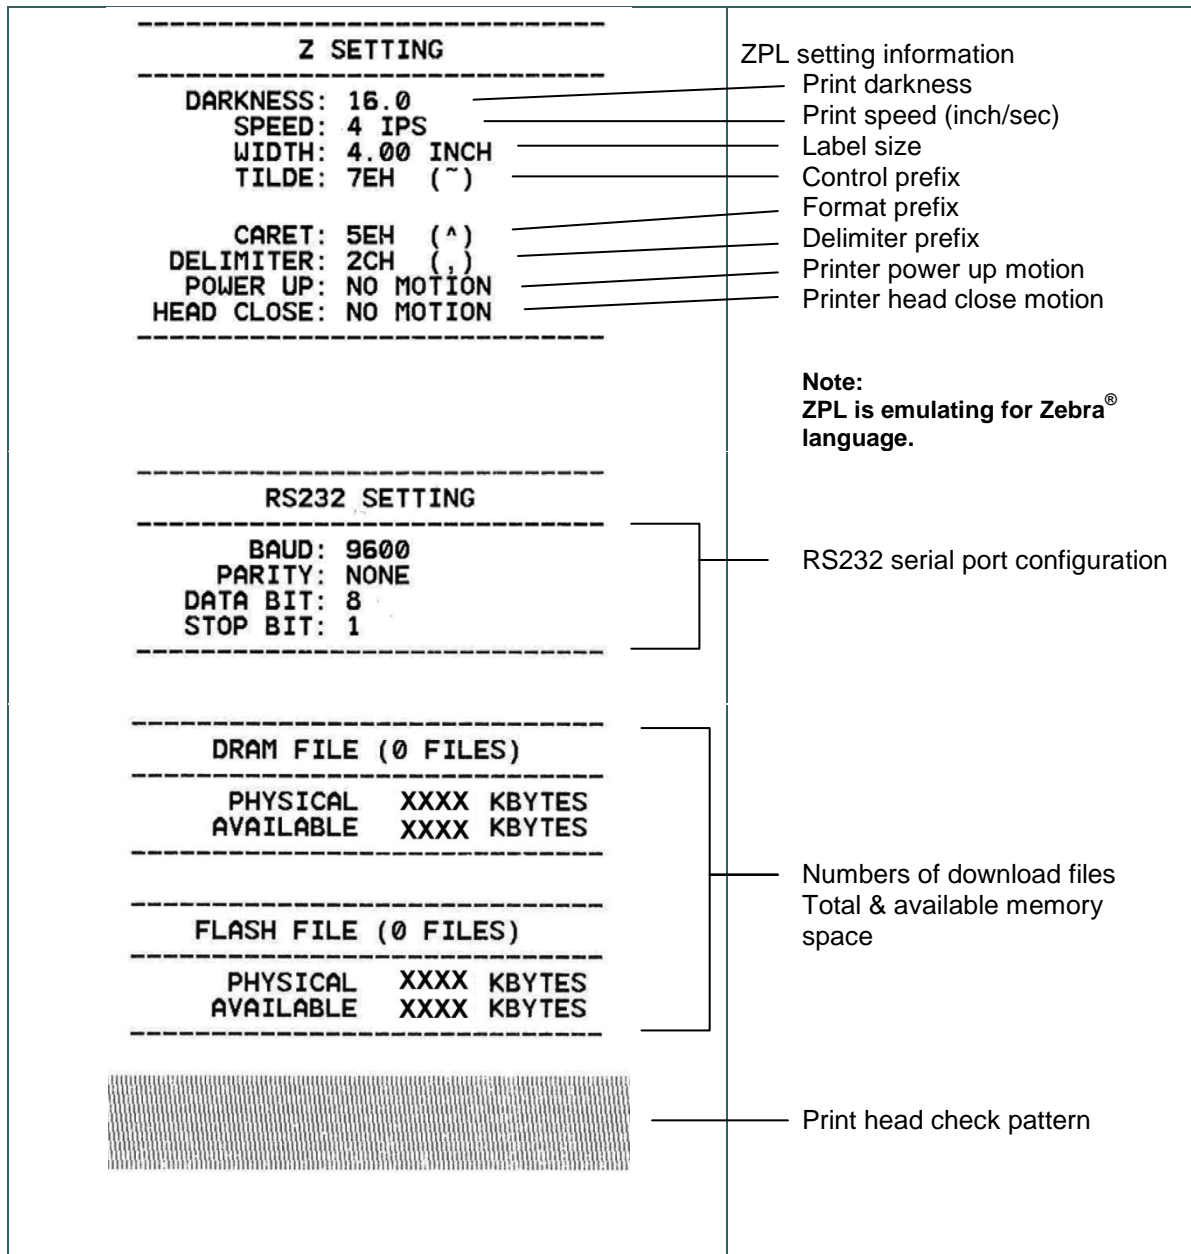 Z SETTING
DARKNESS: 16.0
SPEED: 4 IPS
WIDTH: 4.00 INCH
TILDE: 7EH (~)
CARET: 5EH (^)
DELIMITER: 2CH (,)
POWER UP: NO MOTION
HEAD CLOSE: NO MOTION
ZPL setting information
Print darkness
Print speed (inch/sec)
Label size
Control prefix
Format prefix
Delimiter prefix
Printer power up motion
Printer head close motion
Note:
ZPL is emulating for Zebra®
language.
RS232 SETTING
BAUD: 9600
PARITY: NONE
DATA BIT: 8
STOP BIT: 1
RS232 serial port configuration
DRAM FILE (0 FILES)
PHYSICAL XXXX KBYTES
AVAILABLE XXXX KBYTES
FLASH FILE (0 FILES)
PHYSICAL XXXX KBYTES
AVAILABLE XXXX KBYTES
Numbers of download files
Total & available memory
space
Print head check pattern